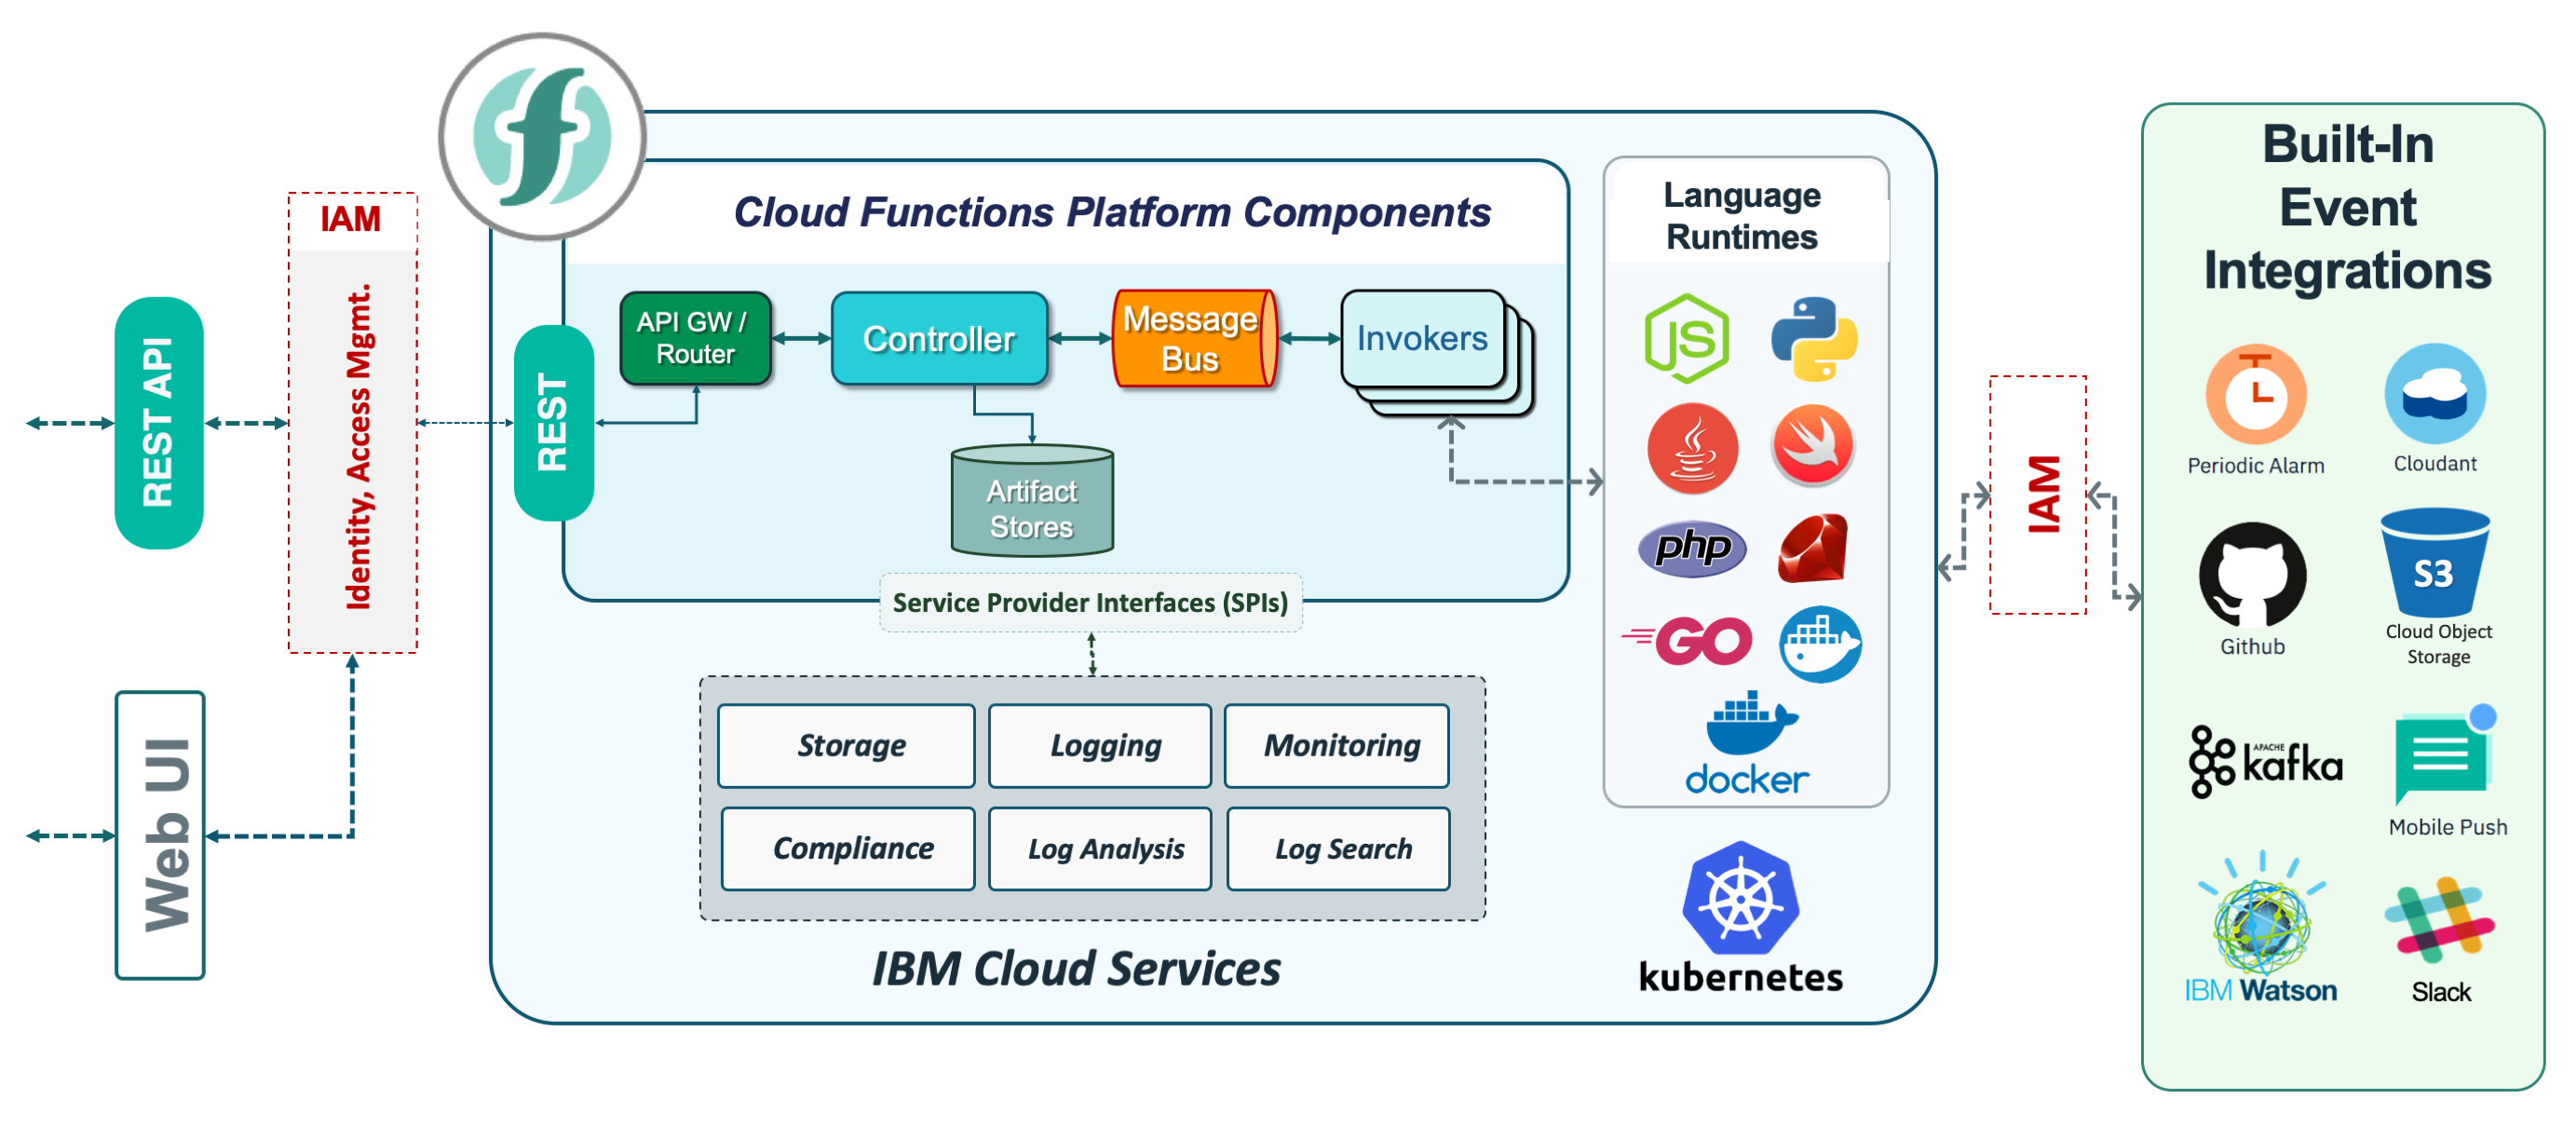 REST API
Web UI
IAM
Identity, Access Mgmt.
REST
Cloud Functions Platform Components
API GW /
Router
Controller
Message
Bus
Invokers
Artifact
Stores
Service Provider Interfaces (SPIs)
Storage
Logging
Monitoring
Compliance
Log Analysis
Log Search
IBM Cloud Services
Language
Runtimes
JS
php
GO
docker
kubernetes
IAM
Built-In
Event
Integrations
Periodic Alarm
Cloudant
Github
S3
Cloud Object
Storage
APACHE
kafka
Mobile Push
IBM Watson
Slack